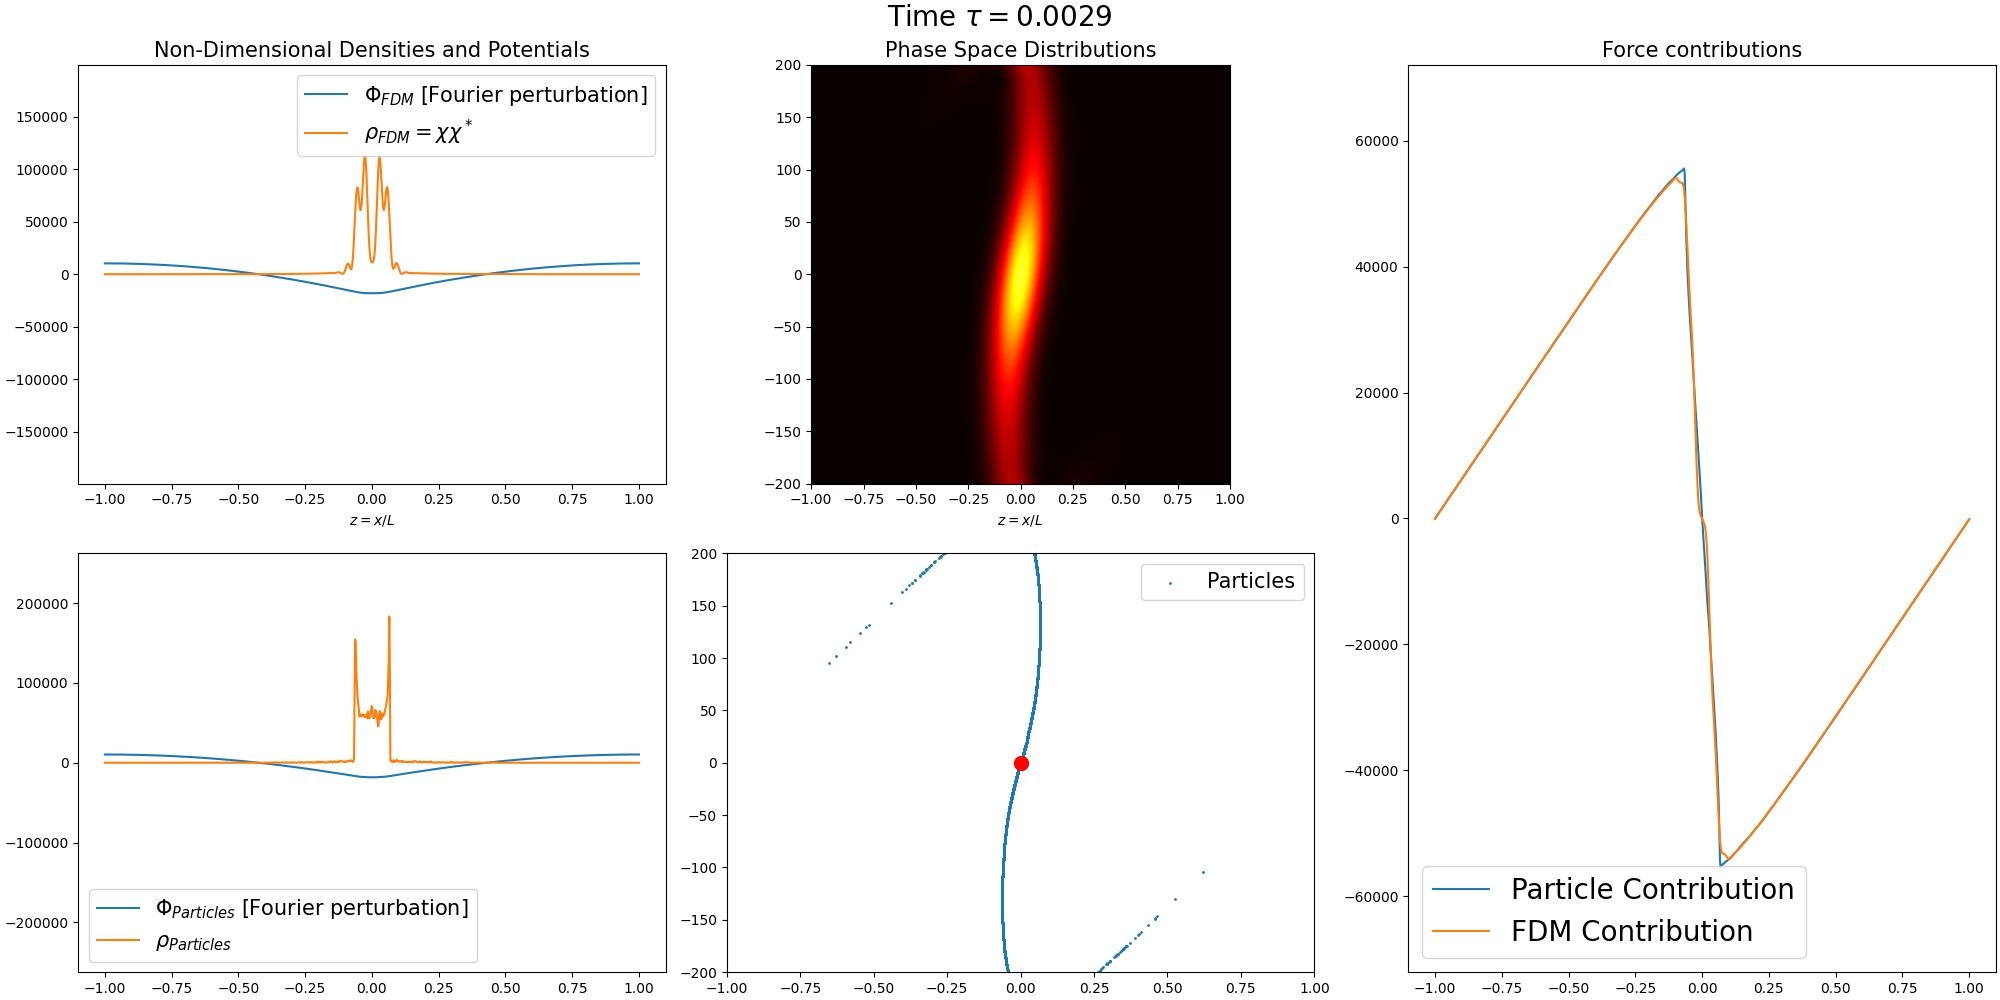 Time τ = 0.0029
Non-Dimensional Densities and Potentials
Φ_FDM [Fourier perturbation]
ρ_FDM = χχ*
150000
100000
50000
0
−50000
−100000
−150000
−1.00 −0.75 −0.50 −0.25 0.00 0.25 0.50 0.75 1.00
z = x/L
Phase Space Distributions
200
150
100
50
0
−50
−100
−150
−200
−1.00 −0.75 −0.50 −0.25 0.00 0.25 0.50 0.75 1.00
z = x/L
Force contributions
60000
40000
20000
0
−20000
−40000
−60000
Particle Contribution
FDM Contribution
−1.00 −0.75 −0.50 −0.25 0.00 0.25 0.50 0.75 1.00
200000
100000
0
−100000
−200000
Φ_Particles [Fourier perturbation]
ρ_Particles
−1.00 −0.75 −0.50 −0.25 0.00 0.25 0.50 0.75 1.00
Particles
200
150
100
50
0
−50
−100
−150
−200
−1.00 −0.75 −0.50 −0.25 0.00 0.25 0.50 0.75 1.00